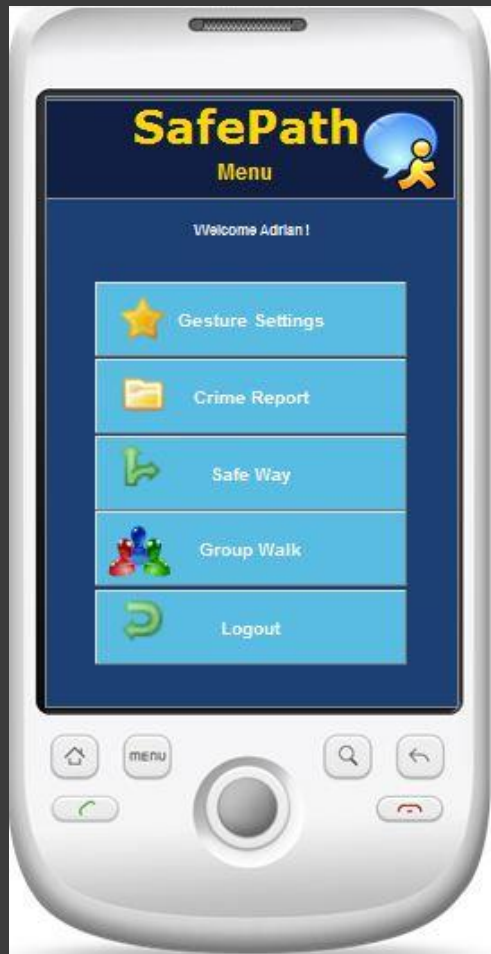 SafePath
Menu
Welcome Adrian !
Gesture Settings
Crime Report
Safe Way
Group Walk
Logout
menu